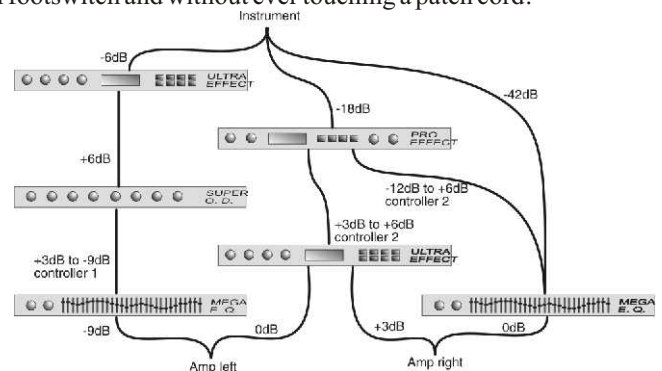 footswitch and without ever touching a patch cord!
Instrument
-6dB
ULTRA
EFFECT
-42dB
-18dB
PRO
EFFECT
+6dB
-12dB to +6dB
controller 2
SUPER
O. D.
+3dB to +6dB
controller 2
+3dB to -9dB
controller 1
ULTRA
EFFECT
MEGA
E. Q.
MEGA
E. Q.
-9dB
0dB
+3dB
0dB
Amp left
Amp right